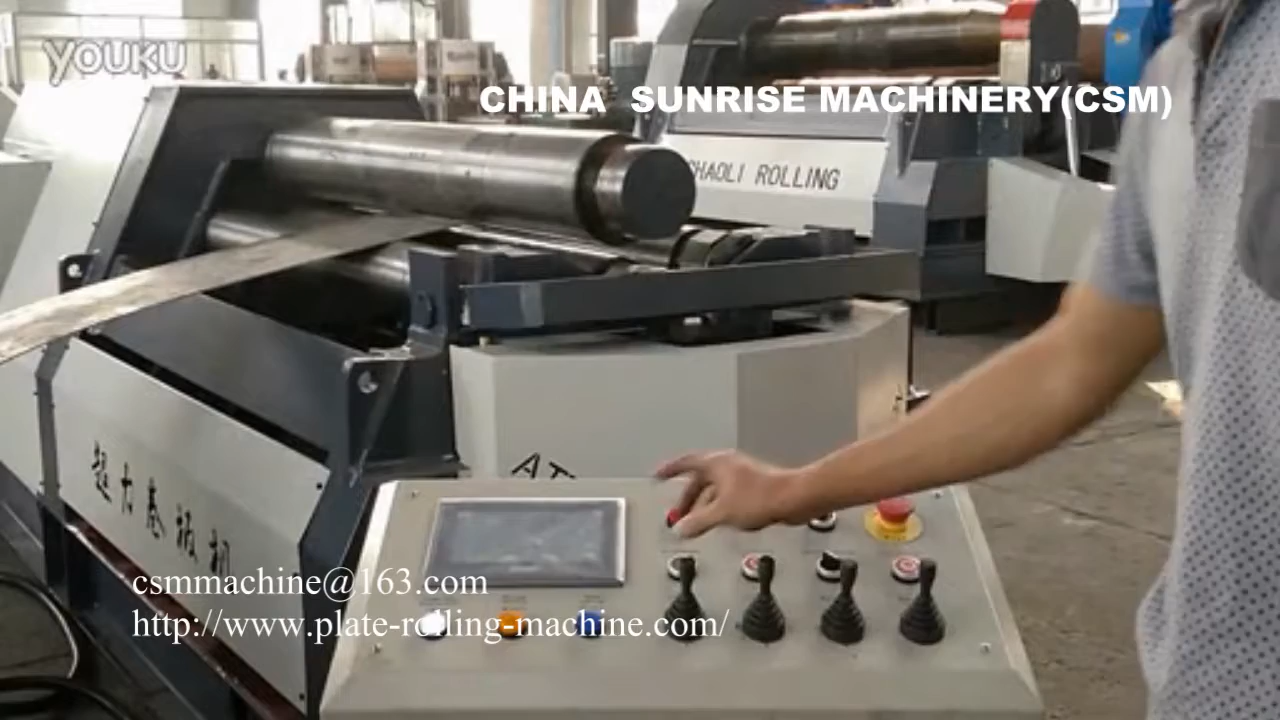 YOUKU
CHINA SUNRISE MACHINERY(CSM)
CHAOLI ROLLING
超力卷板机
csmmachine@163.com
http://www.plate-rolling-machine.com/